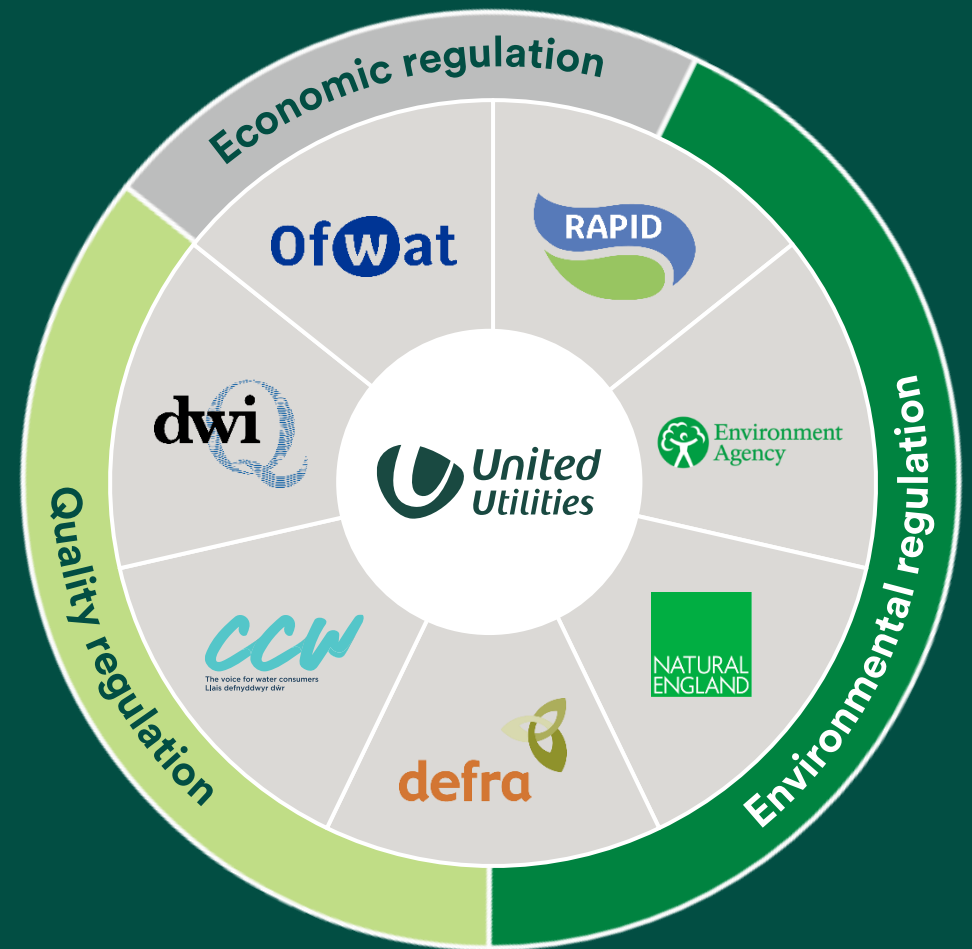 Economic regulation
Ofwat
RAPID
dwi
Q
Environment
Agency
United
Utilities
Quality regulation
Environmental regulation
ccw
The voice for water consumers
Llais defnyddwyr dŵr
NATURAL
ENGLAND
defra